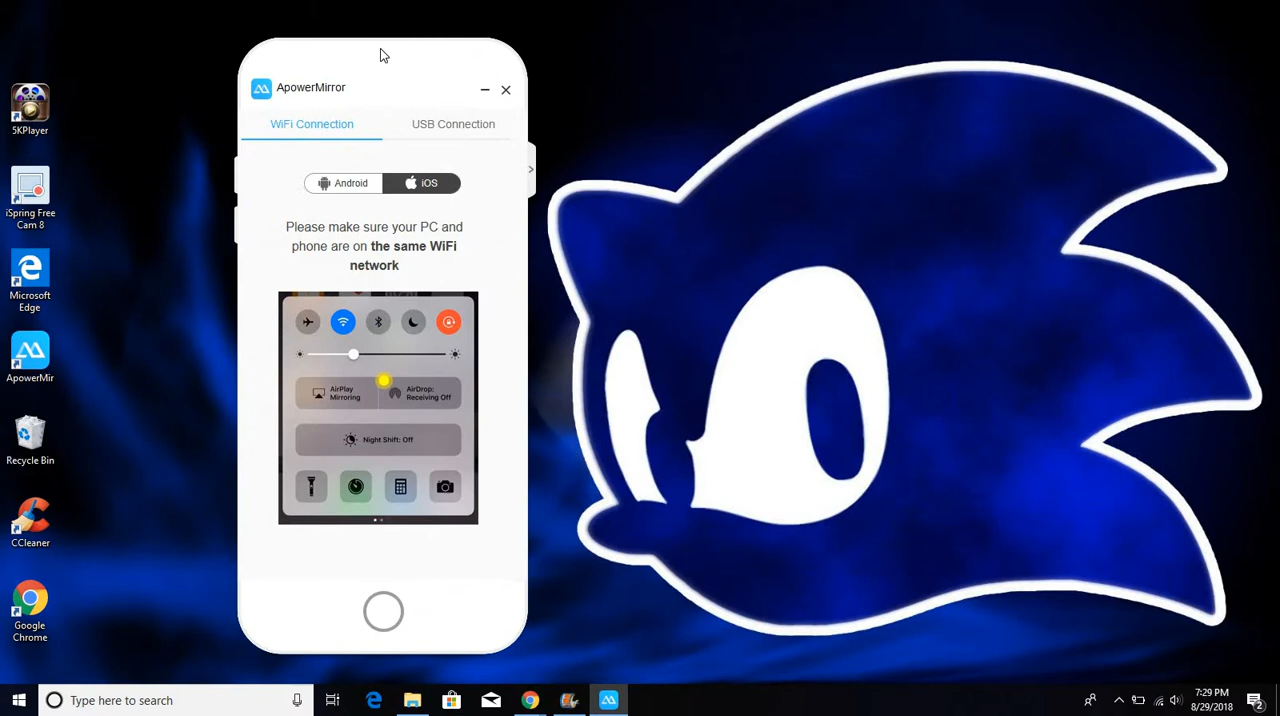 5KPlayer
iSpring Free
Cam 8
Microsoft
Edge
ApowerMir
Recycle Bin
CCleaner
Google
Chrome
ApowerMirror
WiFi Connection
USB Connection
Android
iOS
Please make sure your PC and
phone are on the same WiFi
network
AirPlay
Mirroring
AirDrop:
Receiving Off
Night Shift: Off
Type here to search
7:29 PM
8/29/2018
2